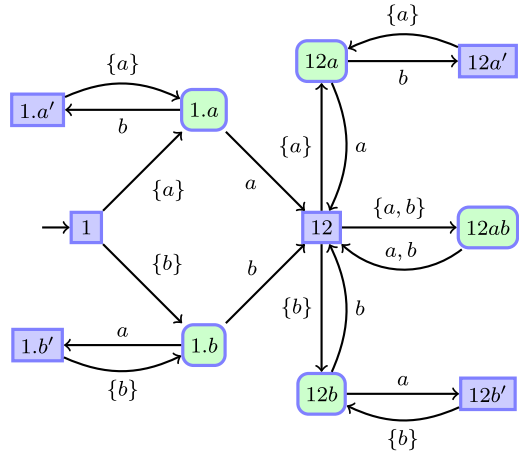 {a}
12a
12a′
b
{a}
1.a′
1.a
b
{a}
a
a
{a}
1
12
{a, b}
12ab
a, b
{b}
b
{b}
b
a
1.b′
1.b
{b}
12b
a
12b′
{b}